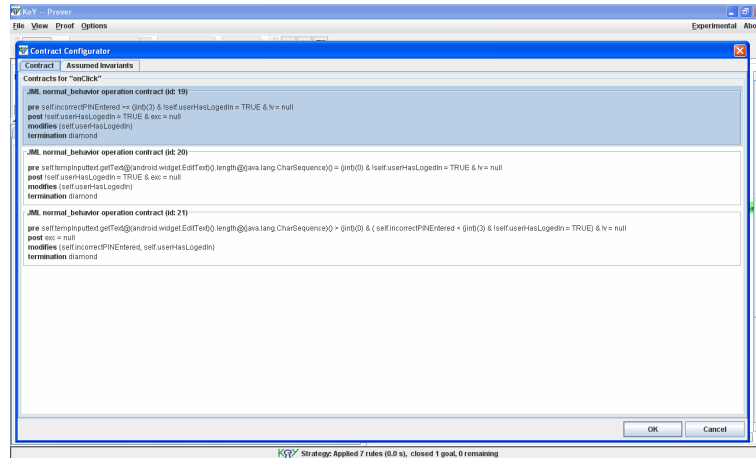 KeY -- Prover
File View Proof Options Experimental Abo
Contract Configurator
Contract Assumed Invariants
Contracts for "onClick"
JML normal_behavior operation contract (id: 19)
pre self.incorrectPINEntered >= (jint)(3) & !self.userHasLogedIn = TRUE & !v = null
post !self.userHasLogedIn = TRUE & exc = null
modifies {self.userHasLogedIn}
termination diamond
JML normal_behavior operation contract (id: 20)
pre self.tempInputtext.getText@(android.widget.EditText)().length@(java.lang.CharSequence)() = (jint)(0) & !self.userHasLogedIn = TRUE & !v = null
post !self.userHasLogedIn = TRUE & exc = null
modifies {self.userHasLogedIn}
termination diamond
JML normal_behavior operation contract (id: 21)
pre self.tempInputtext.getText@(android.widget.EditText)().length@(java.lang.CharSequence)() > (jint)(0) & ( self.incorrectPINEntered < (jint)(3) & !self.userHasLogedIn = TRUE) & !v = null
post exc = null
modifies {self.incorrectPINEntered, self.userHasLogedIn}
termination diamond
OK Cancel
KeY Strategy: Applied 7 rules (0.0 s), closed 1 goal, 0 remaining